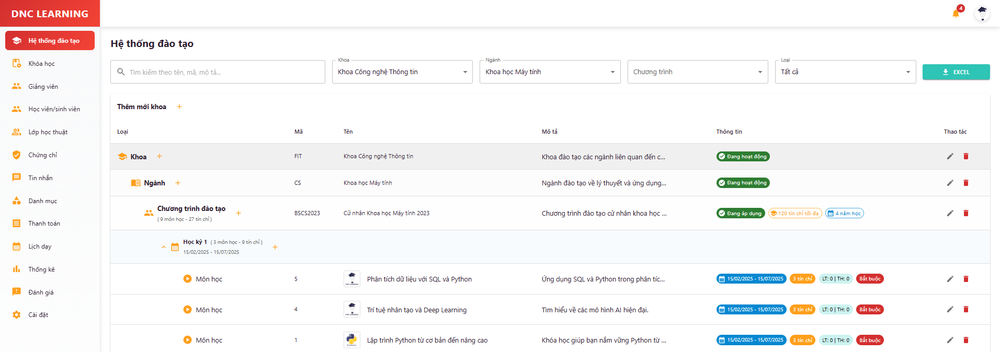 DNC LEARNING
4
Hệ thống đào tạo
Khóa học
Giảng viên
Học viên/sinh viên
Lớp học thuật
Chứng chỉ
Tin nhắn
Danh mục
Thanh toán
Lịch dạy
Thống kê
Đánh giá
Cài đặt
Hệ thống đào tạo
Tìm kiếm theo tên, mã, mô tả...
Khoa
Khoa Công nghệ Thông tin
Ngành
Khoa học Máy tính
Chương trình
Loại
Tất cả
EXCEL
Thêm mới khoa
Loại Mã Tên Mô tả Thông tin Thao tác
Khoa FIT Khoa Công nghệ Thông tin Khoa đào tạo các ngành liên quan đến c... Đang hoạt động
Ngành CS Khoa học Máy tính Ngành đào tạo về lý thuyết và ứng dụng... Đang hoạt động
Chương trình đào tạo
( 9 môn học - 27 tín chỉ )
BSCS2023 Cử nhân Khoa học Máy tính 2023 Chương trình đào tạo cử nhân khoa học ... Đang áp dụng 120 tín chỉ tối đa 4 năm học
Học kỳ 1 ( 3 môn học - 9 tín chỉ )
15/02/2025 - 15/07/2025
Môn học 5 Phân tích dữ liệu với SQL và Python Ứng dụng SQL và Python trong phân tíc... 15/02/2025 - 15/07/2025 3 tín chỉ LT: 0 | TH: 0 Bắt buộc
Môn học 4 Trí tuệ nhân tạo và Deep Learning Tìm hiểu về các mô hình AI hiện đại. 15/02/2025 - 15/07/2025 3 tín chỉ LT: 0 | TH: 0 Bắt buộc
Môn học 1 Python Lập trình Python từ cơ bản đến nâng cao Khóa học giúp bạn nắm vững Python từ ... 15/02/2025 - 15/07/2025 3 tín chỉ LT: 0 | TH: 0 Bắt buộc